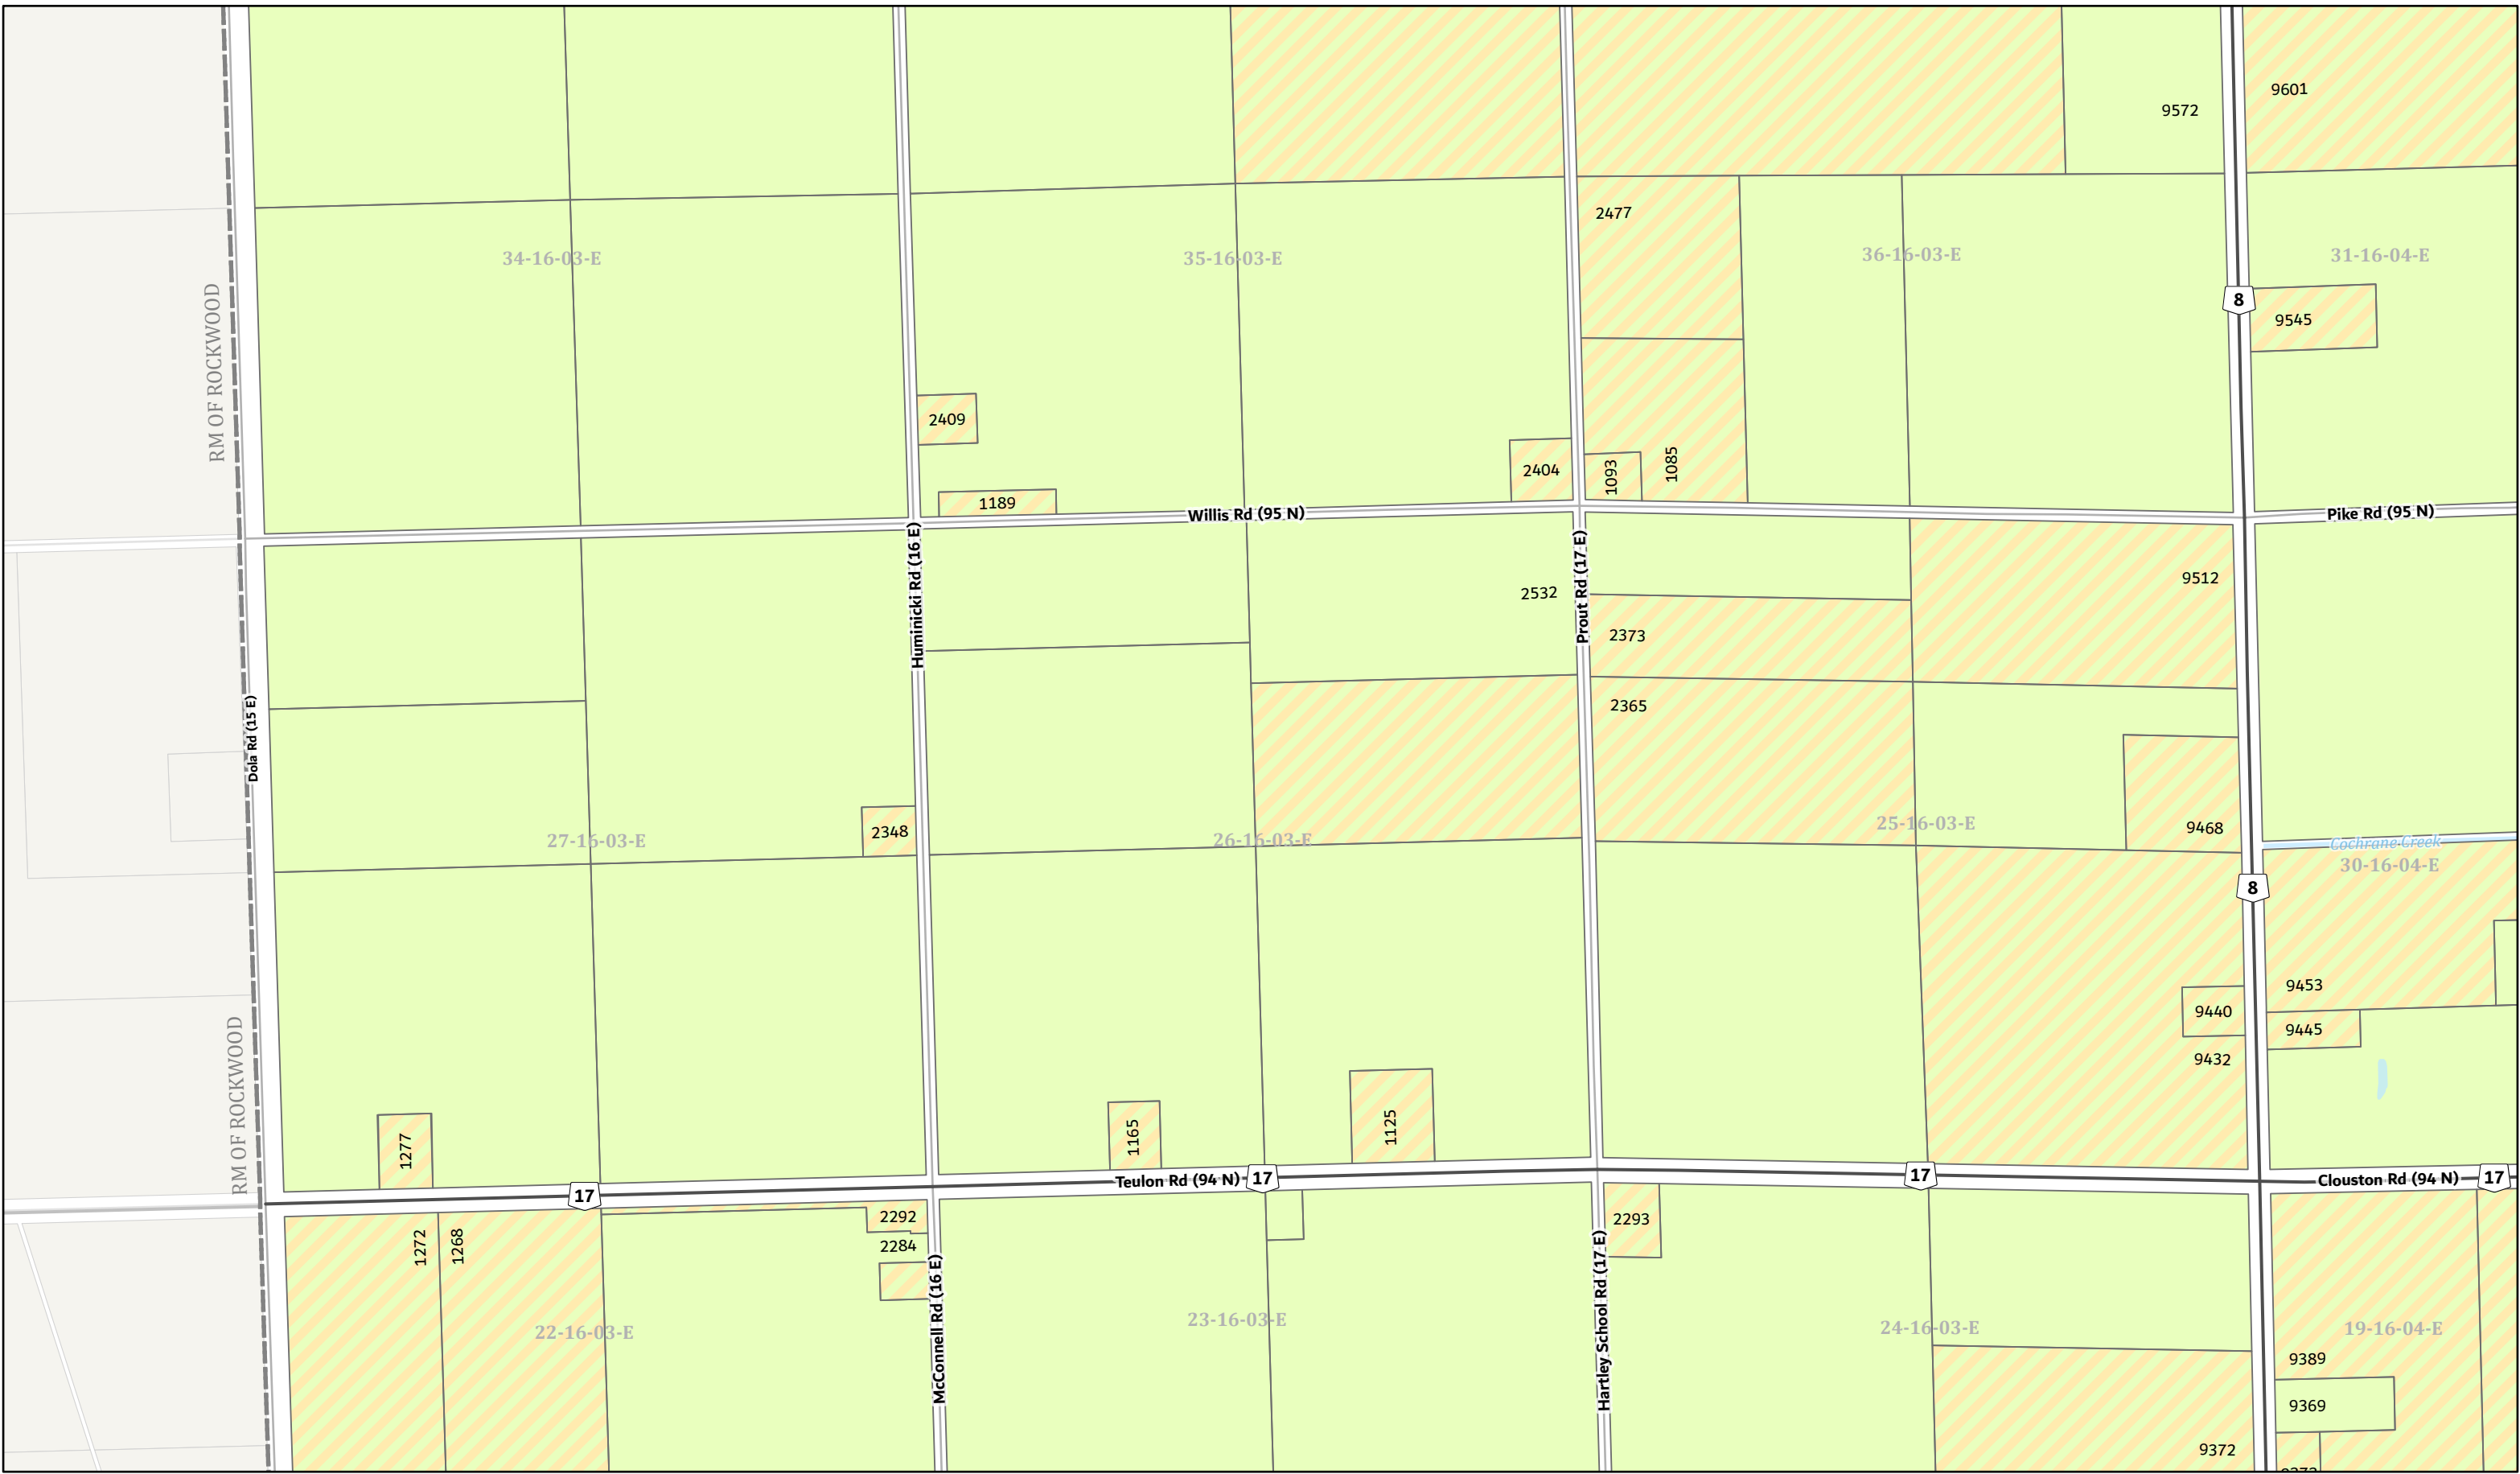 9601
9572
2477
34-16-03-E
35-16-03-E
36-16-03-E
31-16-04-E
RM OF ROCKWOOD
8
9545
2409
2404
1093
1085
1189
Willis Rd (95 N)
Pike Rd (95 N)
Huminicki Rd (16 E)
Prout Rd (17 E)
9512
2532
2373
2365
Dola Rd (15 E)
2348
27-16-03-E
26-16-03-E
25-16-03-E
9468
Cochrane Creek
30-16-04-E
8
9453
9440
9445
9432
RM OF ROCKWOOD
1277
1165
1125
17
Teulon Rd (94 N)
17
17
Clouston Rd (94 N)
17
1272
1268
2292
2284
2293
McConnell Rd (16 E)
Hartley School Rd (17 E)
22-16-03-E
23-16-03-E
24-16-03-E
19-16-04-E
9389
9369
9372